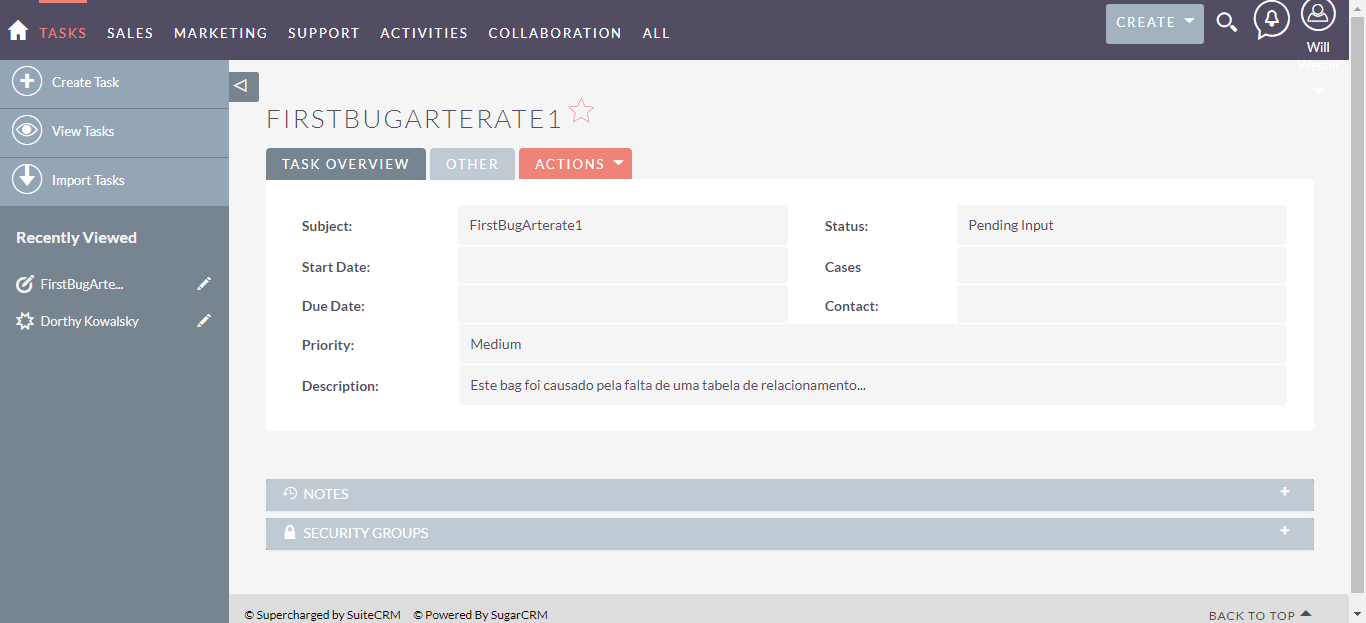 TASKS SALES MARKETING SUPPORT ACTIVITIES COLLABORATION ALL
CREATE
Will
Westin
Create Task
View Tasks
Import Tasks
Recently Viewed
FirstBugArte...
Dorthy Kowalsky
FIRSTBUGARTERATE1
TASK OVERVIEW OTHER ACTIONS
Subject: FirstBugArterate1 Status: Pending Input
Start Date: Cases
Due Date: Contact:
Priority: Medium
Description: Este bag foi causado pela falta de uma tabela de relacionamento...
NOTES +
SECURITY GROUPS +
© Supercharged by SuiteCRM © Powered By SugarCRM
BACK TO TOP